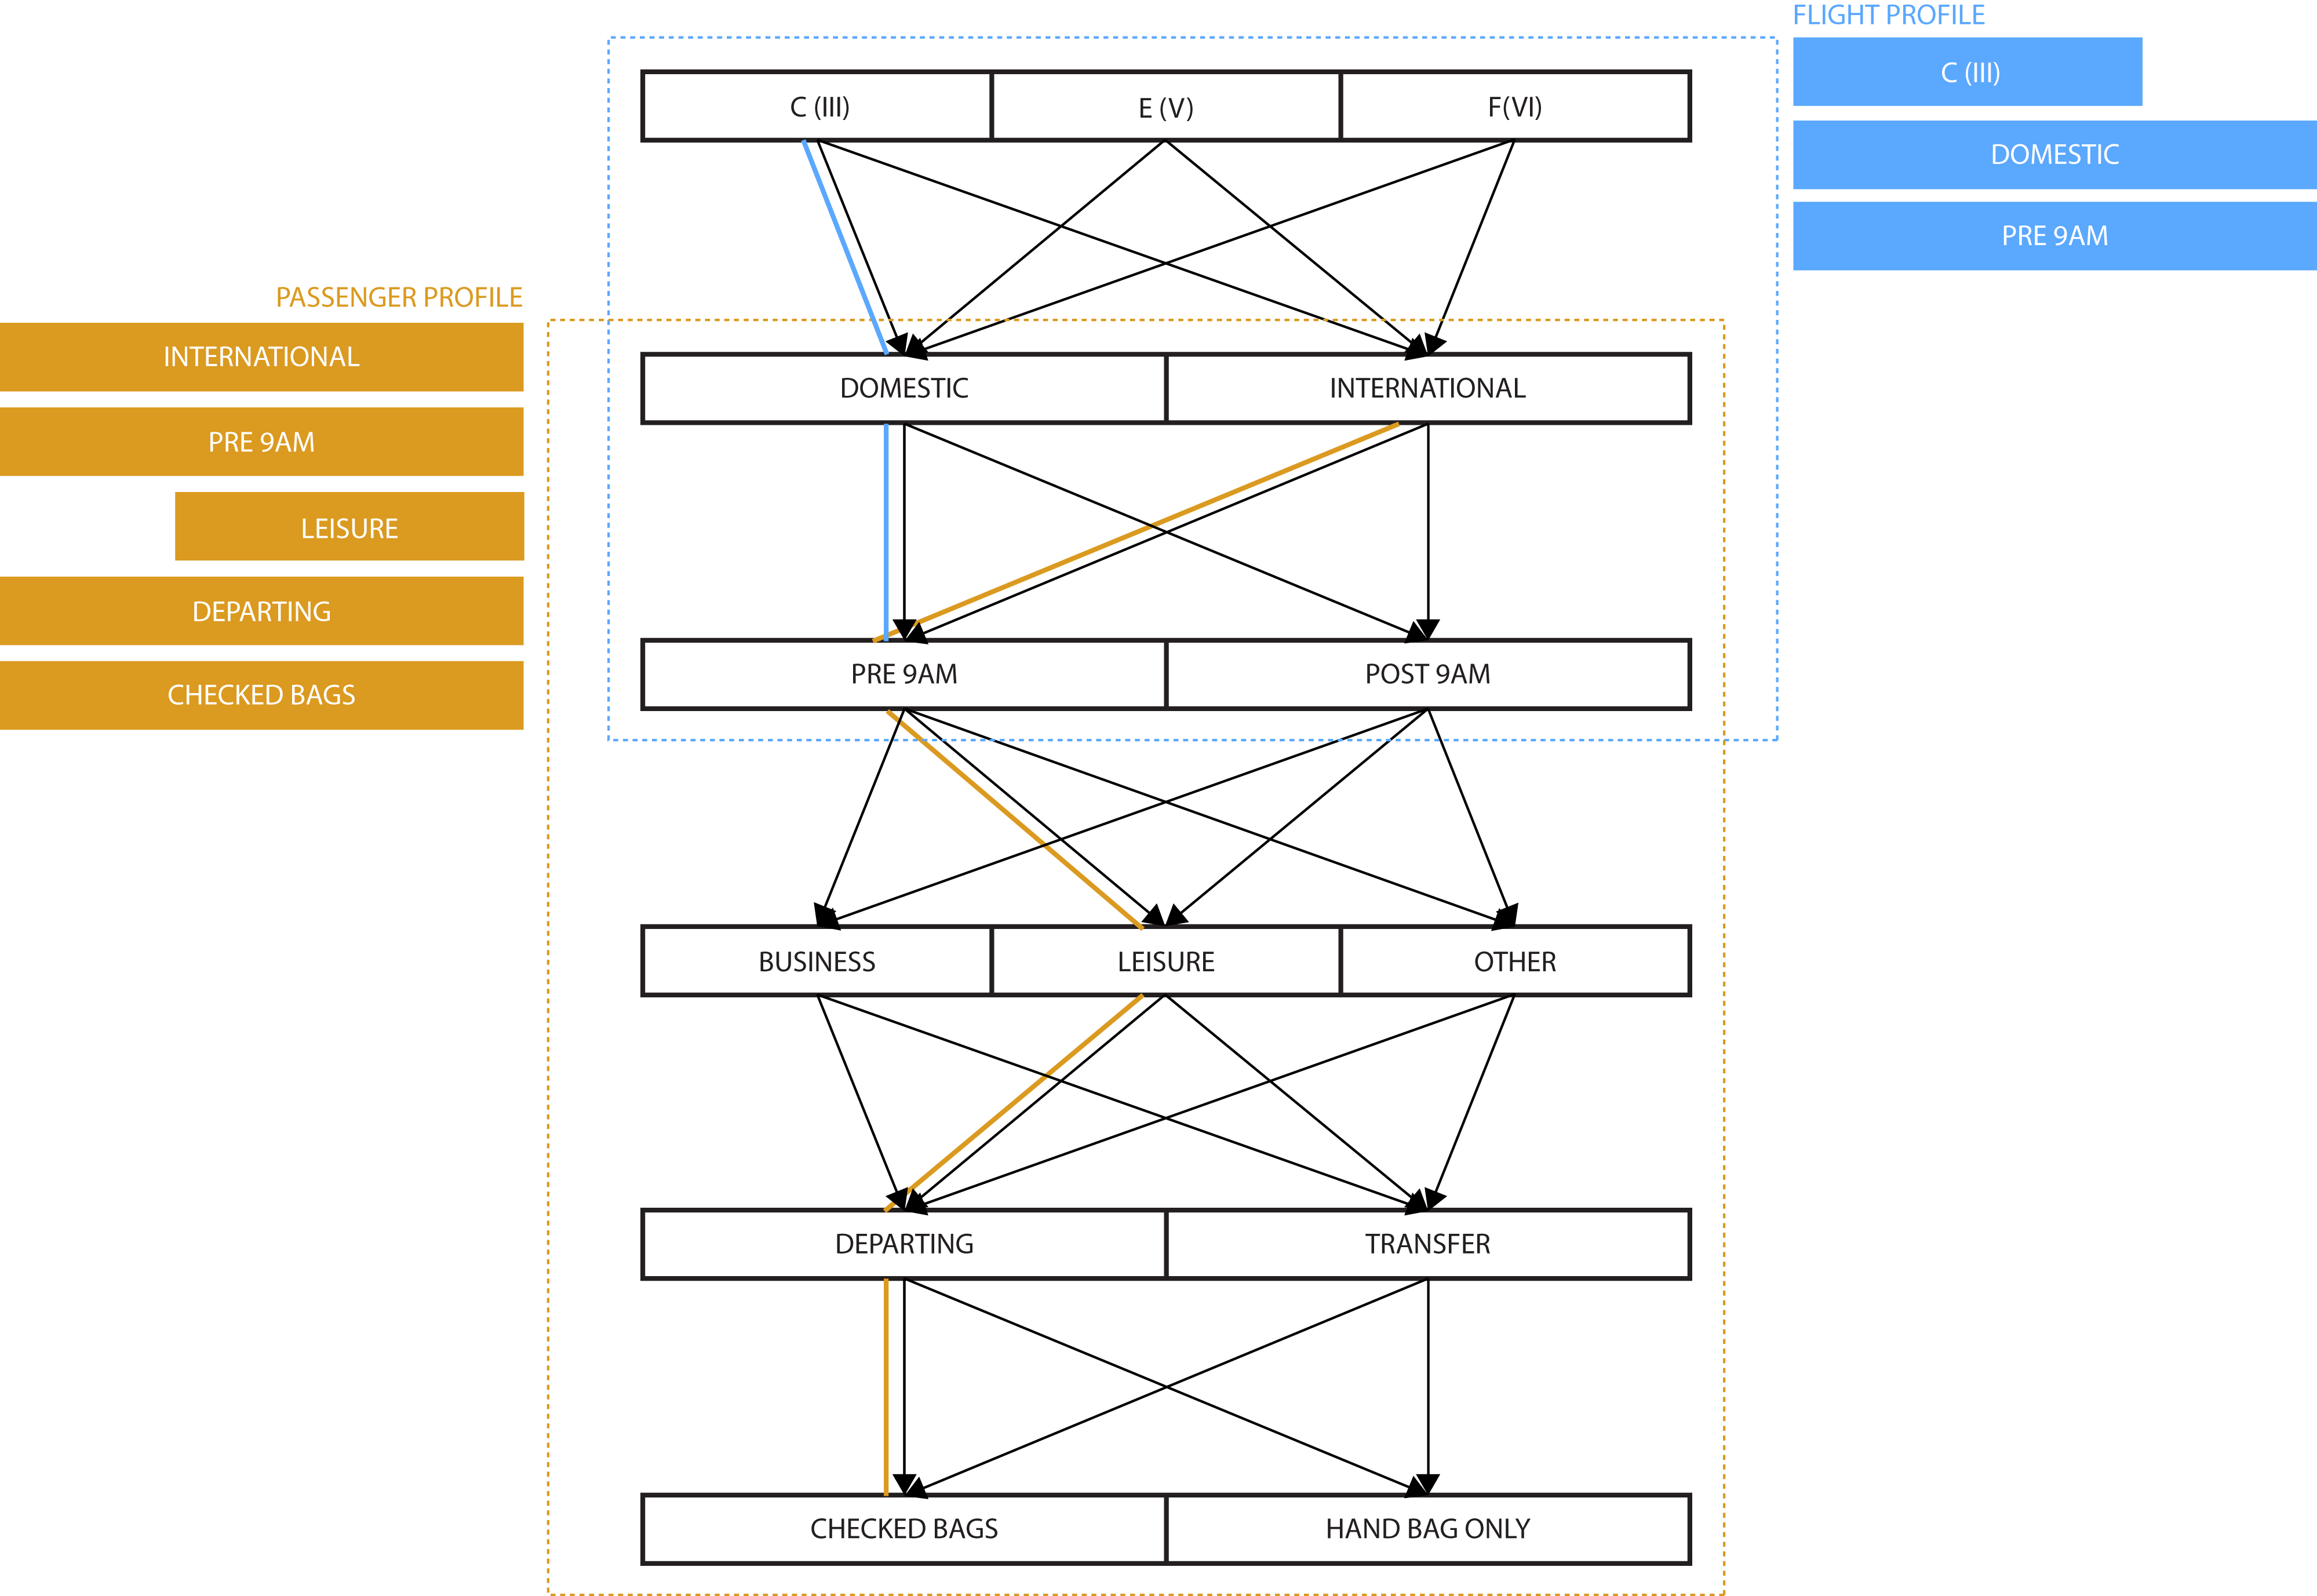 FLIGHT PROFILE
C (III)
DOMESTIC
PRE 9AM
C (III)
E (V)
F(VI)
PASSENGER PROFILE
INTERNATIONAL
PRE 9AM
LEISURE
DEPARTING
CHECKED BAGS
DOMESTIC
INTERNATIONAL
PRE 9AM
POST 9AM
BUSINESS
LEISURE
OTHER
DEPARTING
TRANSFER
CHECKED BAGS
HAND BAG ONLY